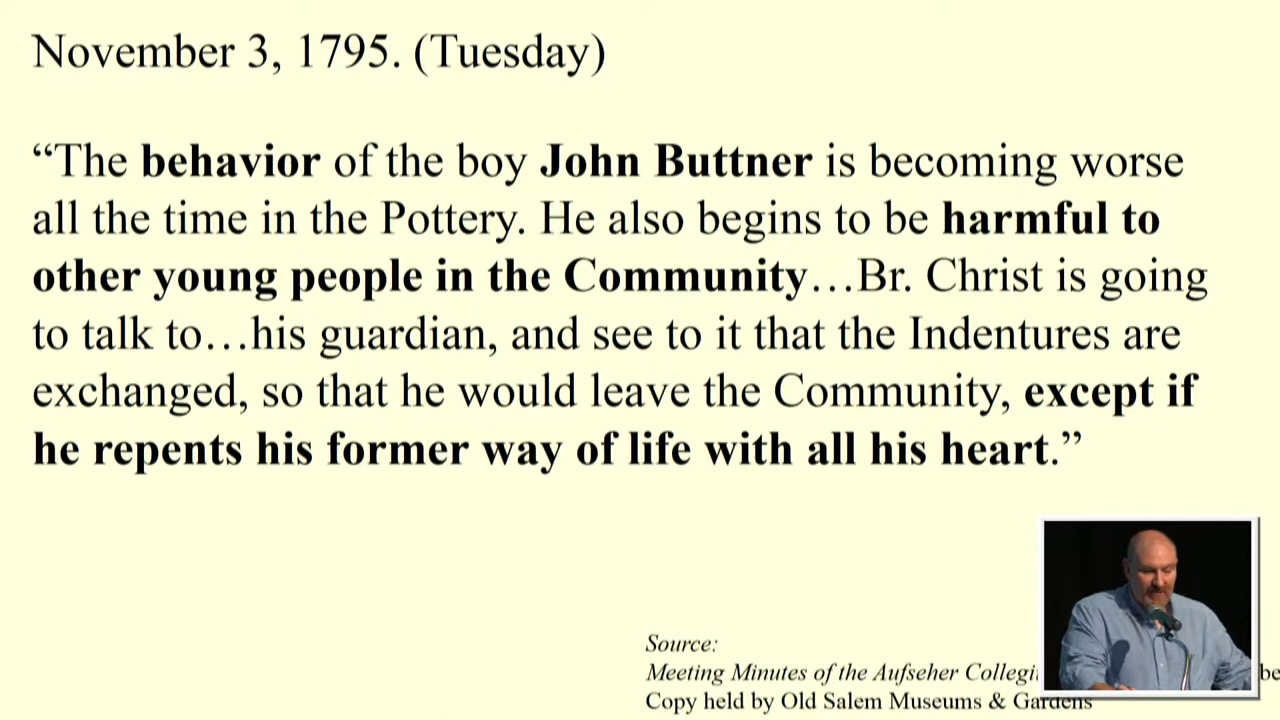 November 3, 1795. (Tuesday)
“The behavior of the boy John Buttner is becoming worse
all the time in the Pottery. He also begins to be harmful to
other young people in the Community…Br. Christ is going
to talk to…his guardian, and see to it that the Indentures are
exchanged, so that he would leave the Community, except if
he repents his former way of life with all his heart.”
Source:
Meeting Minutes of the Aufseher
Copy held by Old Salem Museums & Gardens